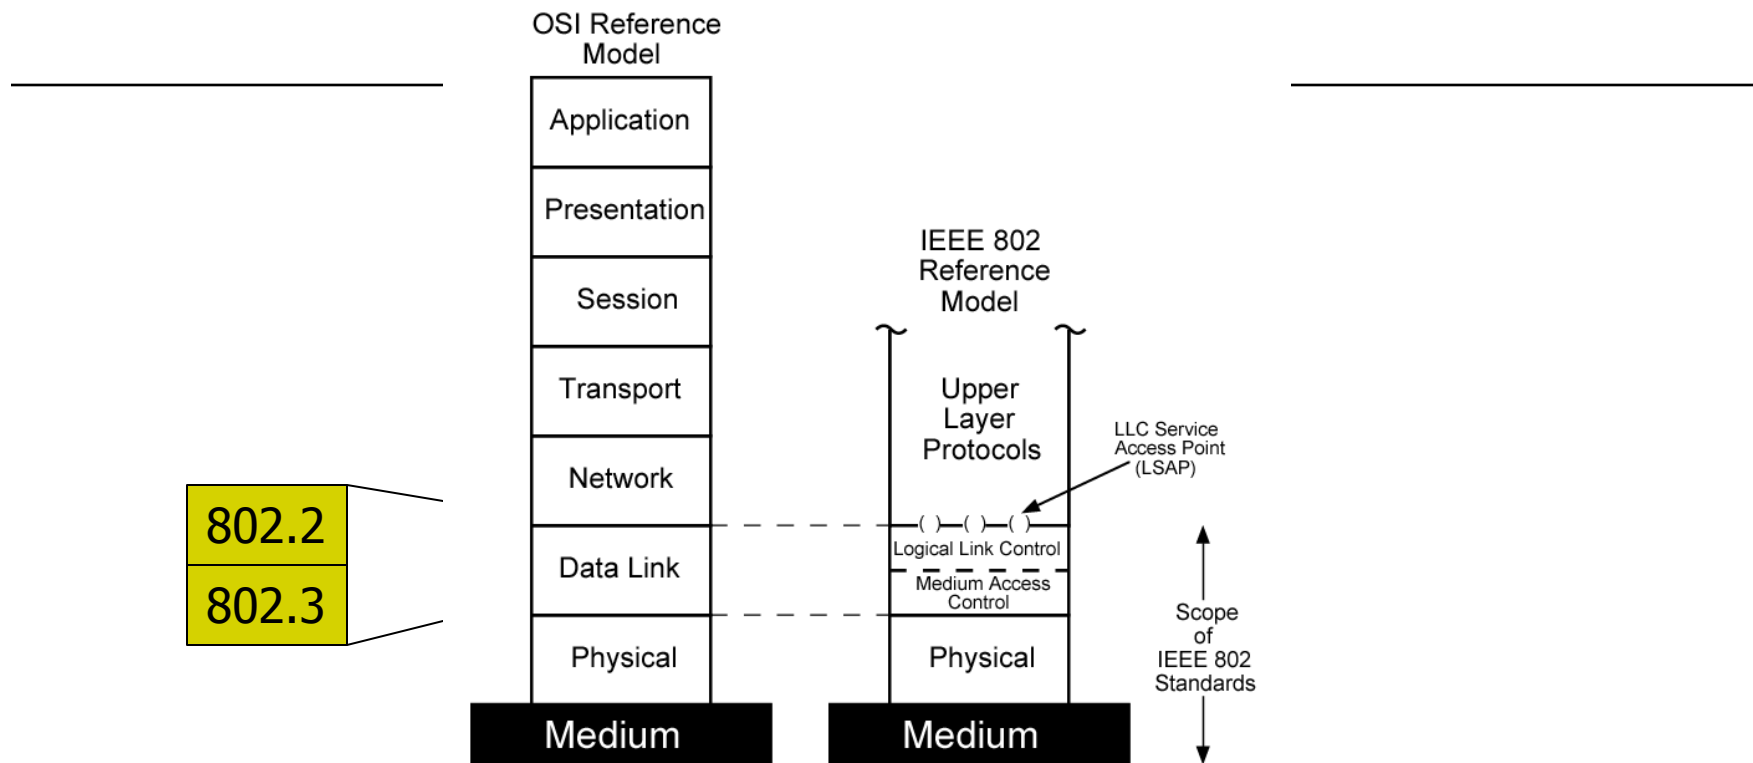 OSI Reference
Model
Application
Presentation
Session
Transport
Network
Data Link
Physical
Medium
802.2
802.3
IEEE 802
Reference
Model
Upper
Layer
Protocols
LLC Service
Access Point
(LSAP)
( ) ( ) ( )
Logical Link Control
Medium Access
Control
Physical
Medium
Scope
of
IEEE 802
Standards